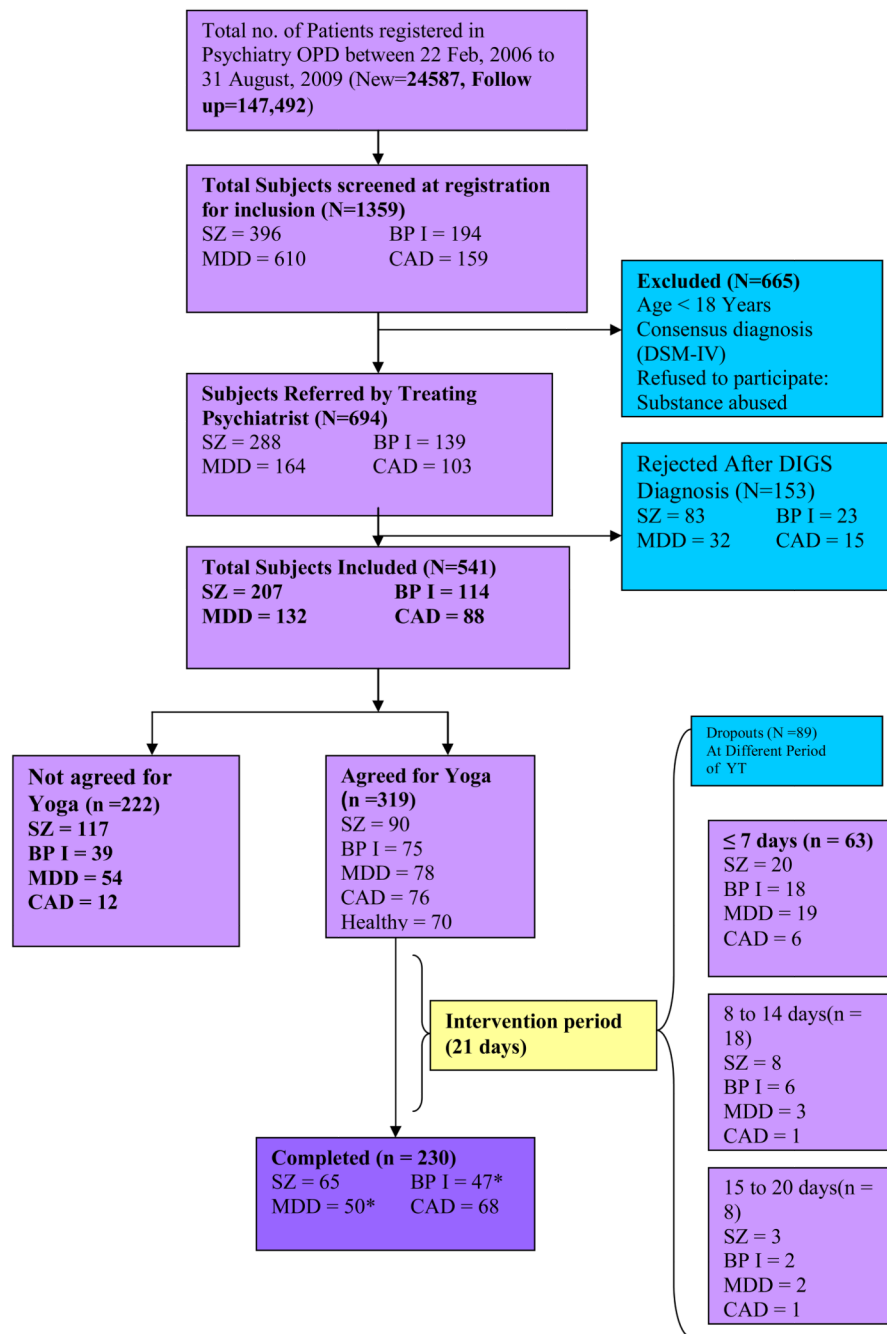 Total no. of Patients registered in
Psychiatry OPD between 22 Feb, 2006 to
31 August, 2009 (New=24587, Follow
up=147,492)
Total Subjects screened at registration
for inclusion (N=1359)
SZ = 396 BP I = 194
MDD = 610 CAD = 159
Excluded (N=665)
Age < 18 Years
Consensus diagnosis
(DSM-IV)
Refused to participate:
Substance abused
Subjects Referred by Treating
Psychiatrist (N=694)
SZ = 288 BP I = 139
MDD = 164 CAD = 103
Rejected After DIGS
Diagnosis (N=153)
SZ = 83 BP I = 23
MDD = 32 CAD = 15
Total Subjects Included (N=541)
SZ = 207 BP I = 114
MDD = 132 CAD = 88
Not agreed for
Yoga (n =222)
SZ = 117
BP I = 39
MDD = 54
CAD = 12
Agreed for Yoga
(n =319)
SZ = 90
BP I = 75
MDD = 78
CAD = 76
Healthy = 70
Dropouts (N =89)
At Different Period
of YT
≤ 7 days (n = 63)
SZ = 20
BP I = 18
MDD = 19
CAD = 6
Intervention period
(21 days)
8 to 14 days(n =
18)
SZ = 8
BP I = 6
MDD = 3
CAD = 1
Completed (n = 230)
SZ = 65 BP I = 47*
MDD = 50* CAD = 68
15 to 20 days(n =
8)
SZ = 3
BP I = 2
MDD = 2
CAD = 1